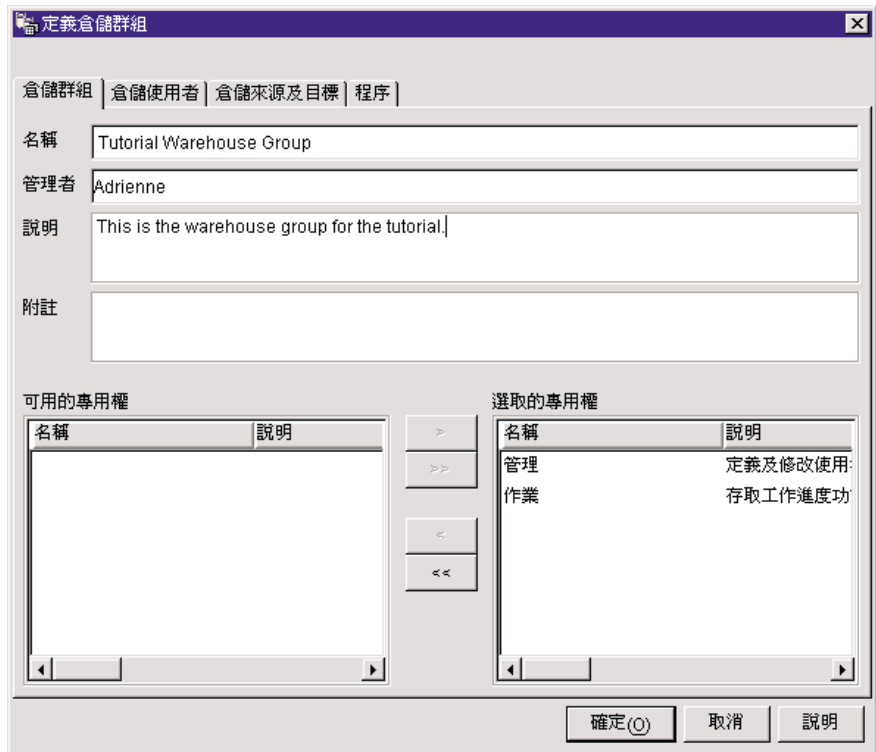 定義倉儲群組
倉儲群組 倉儲使用者 倉儲來源及目標 程序
名稱 Tutorial Warehouse Group
管理者 Adrienne
說明 This is the warehouse group for the tutorial.
附註
可用的專用權 選取的專用權
名稱 說明 > 名稱 說明
>> 管理 定義及修改使用
作業 存取工作進度功
<
<<
確定(O) 取消 說明